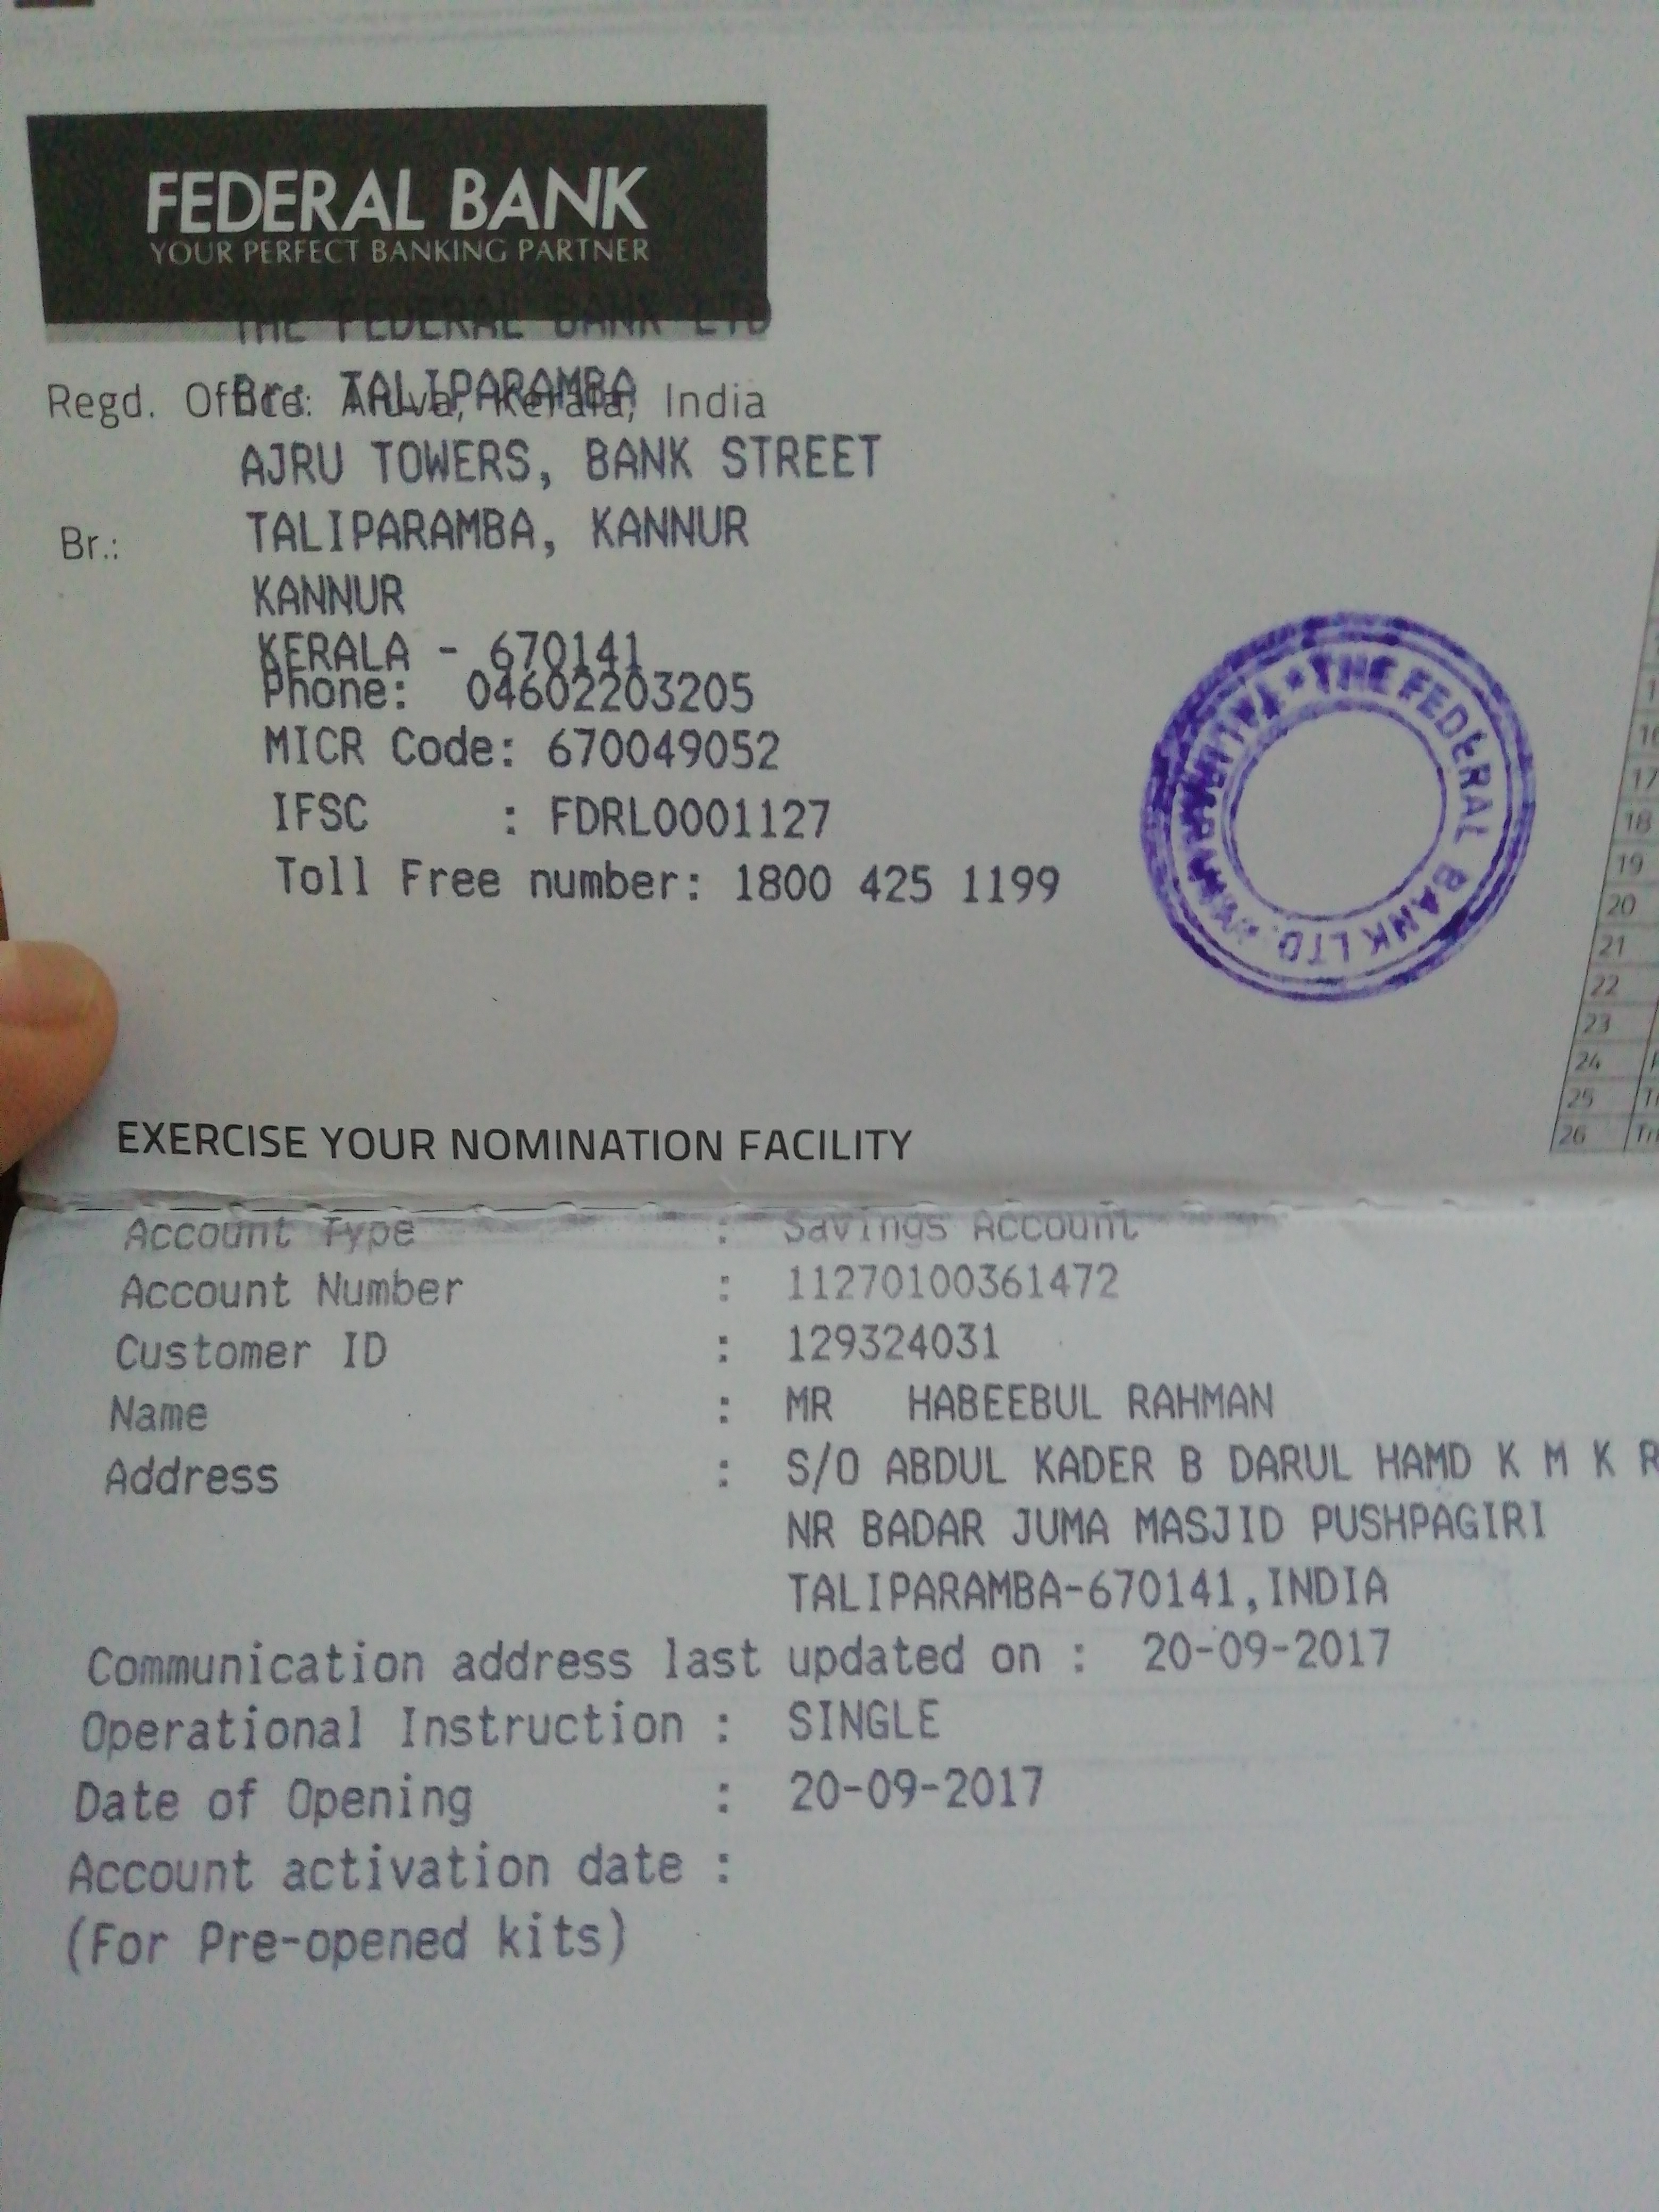 FEDERAL BANK
YOUR PERFECT BANKING PARTNER
THE FEDERAL BANK LTD
Regd. Office: Aluva, Kerala, India
Br: TALIPARAMBA
AJRU TOWERS, BANK STREET
Br.: TALIPARAMBA, KANNUR
KANNUR
KERALA - 670141
Phone: 04602203205
MICR Code: 670049052
IFSC : FDRL0001127
Toll Free number: 1800 425 1199
THE FEDERAL BANK LTD.
EXERCISE YOUR NOMINATION FACILITY
Account Type : Savings Account
Account Number : 11270100361472
Customer ID : 129324031
Name : MR HABEEBUL RAHMAN
Address : S/O ABDUL KADER B DARUL HAMD K M K R
NR BADAR JUMA MASJID PUSHPAGIRI
TALIPARAMBA-670141,INDIA
Communication address last updated on : 20-09-2017
Operational Instruction : SINGLE
Date of Opening : 20-09-2017
Account activation date :
(For Pre-opened kits)
17
18
19
20
21
22
23
24
25
26